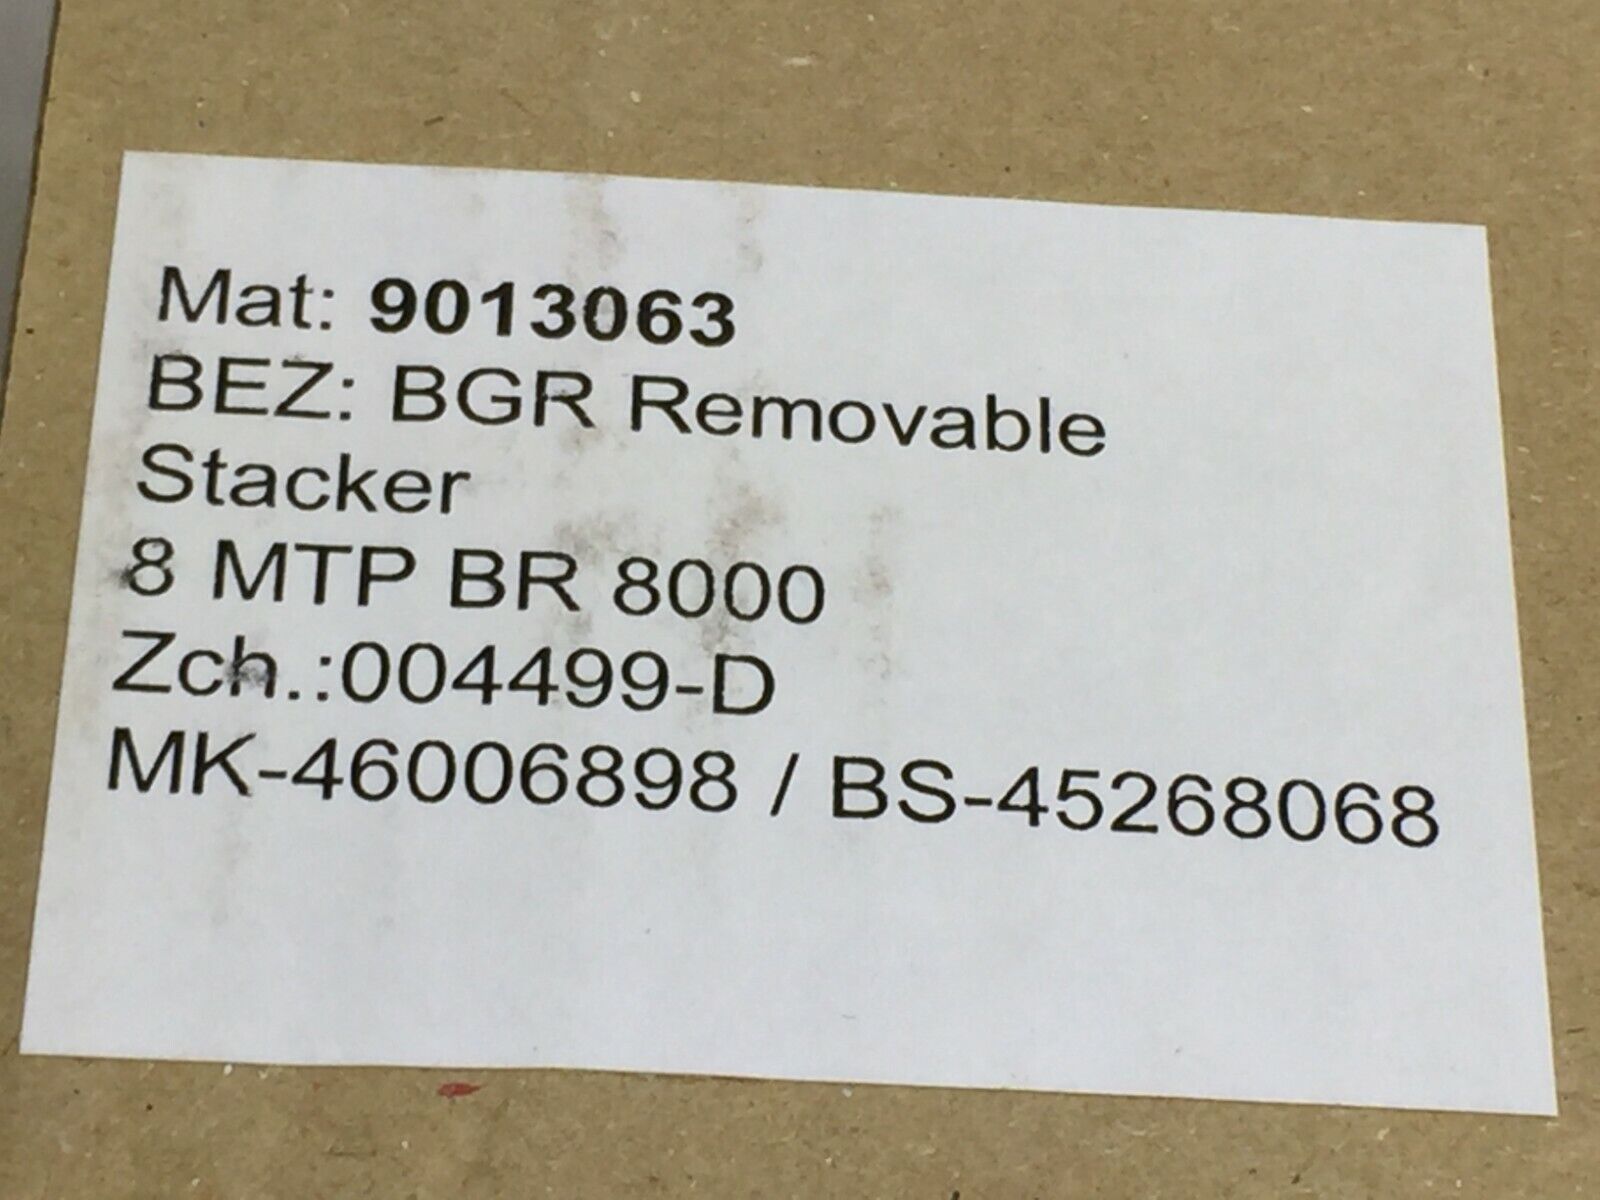 Mat: 9013063
BEZ: BGR Removable
Stacker
8 MTP BR 8000
Zch.:004499-D
MK-46006898 / BS-45268068